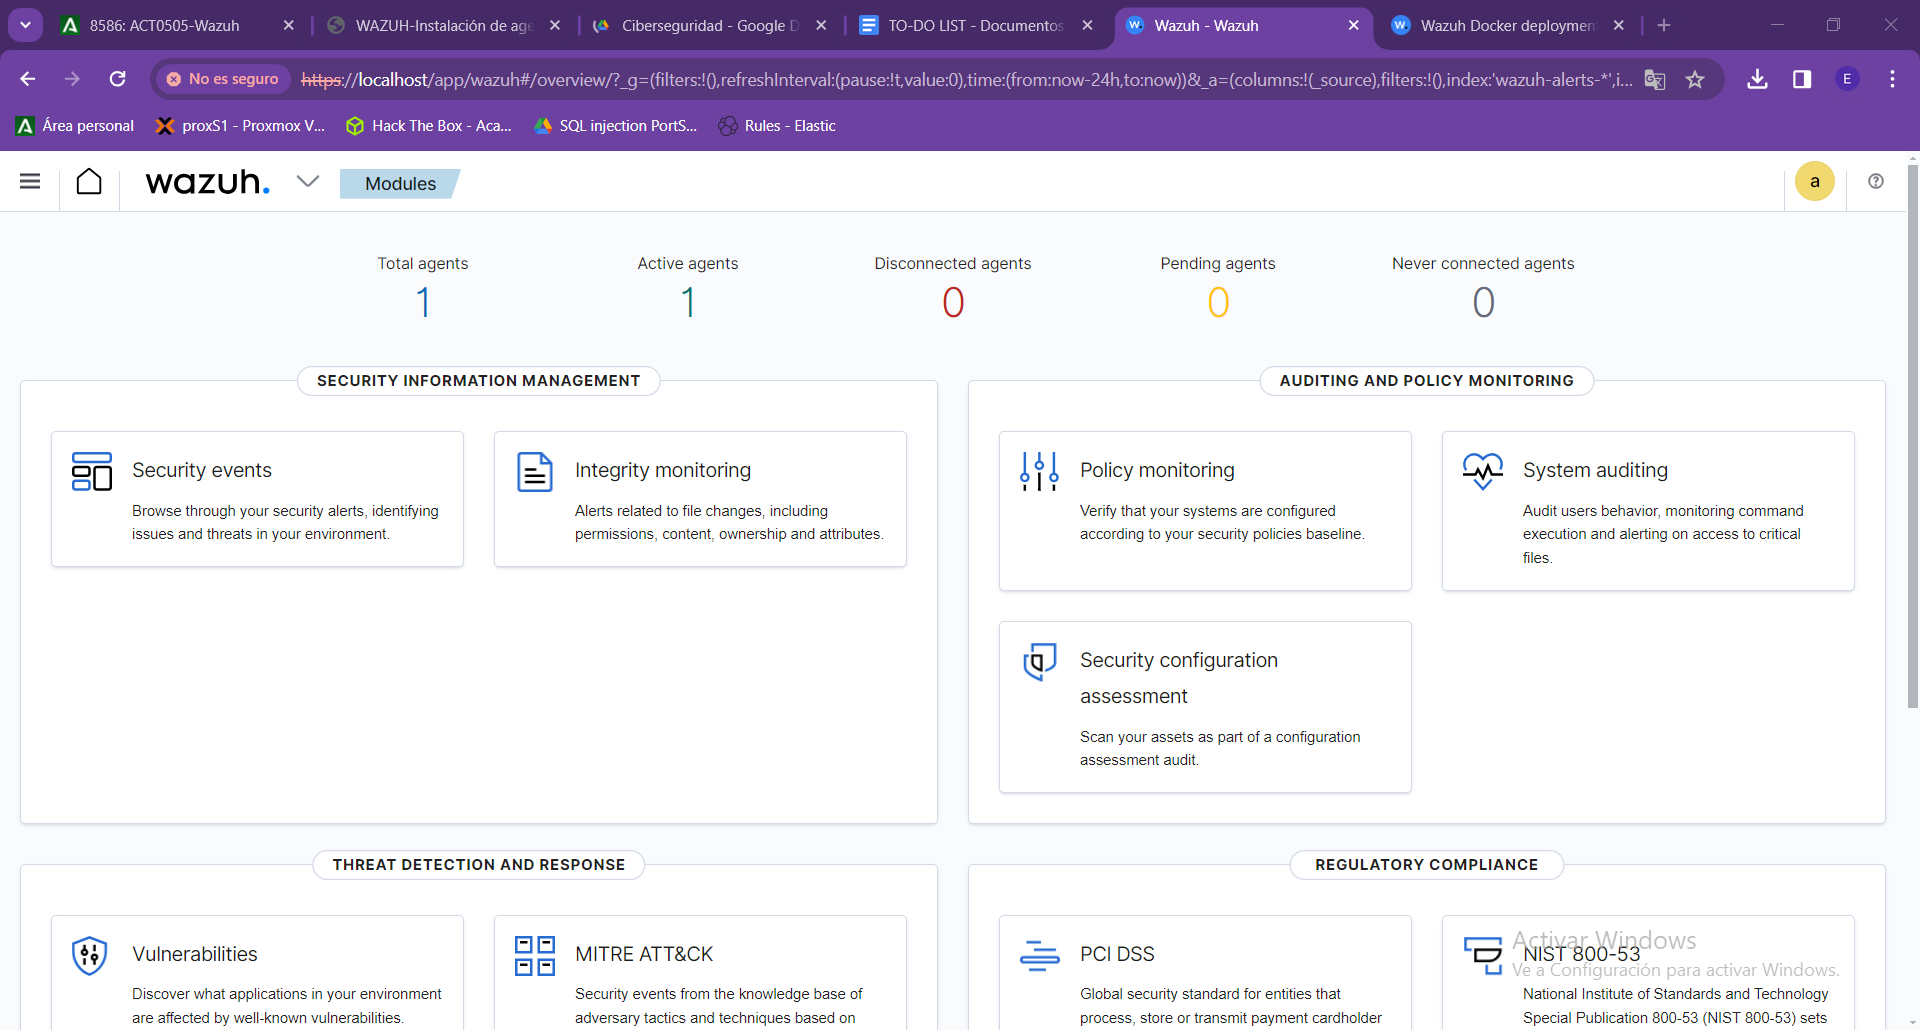 8586: ACT0505-Wazuh
WAZUH-Instalación de age
Ciberseguridad - Google D
TO-DO LIST - Documentos
Wazuh - Wazuh
Wazuh Docker deploymen
No es seguro
https://localhost/app/wazuh#/overview/?_g=(filters:!(),refreshInterval:(pause:!t,value:0),time:(from:now-24h,to:now))&_a=(columns:!(_source),filters:!(),index:'wazuh-alerts-*',i...
E
Área personal
proxS1 - Proxmox V...
Hack The Box - Aca...
SQL injection PortS...
Rules - Elastic
wazuh.
Modules
a
Total agents
1
Active agents
1
Disconnected agents
0
Pending agents
0
Never connected agents
0
SECURITY INFORMATION MANAGEMENT
Security events
Browse through your security alerts, identifying
issues and threats in your environment.
Integrity monitoring
Alerts related to file changes, including
permissions, content, ownership and attributes.
AUDITING AND POLICY MONITORING
Policy monitoring
Verify that your systems are configured
according to your security policies baseline.
System auditing
Audit users behavior, monitoring command
execution and alerting on access to critical
files.
Security configuration
assessment
Scan your assets as part of a configuration
assessment audit.
THREAT DETECTION AND RESPONSE
Vulnerabilities
Discover what applications in your environment
are affected by well-known vulnerabilities.
MITRE ATT&CK
Security events from the knowledge base of
adversary tactics and techniques based on
REGULATORY COMPLIANCE
PCI DSS
Global security standard for entities that
process, store or transmit payment cardholder
NIST 800-53
National Institute of Standards and Technology
Special Publication 800-53 (NIST 800-53) sets
Activar Windows
Ve a Configuración para activar Windows.